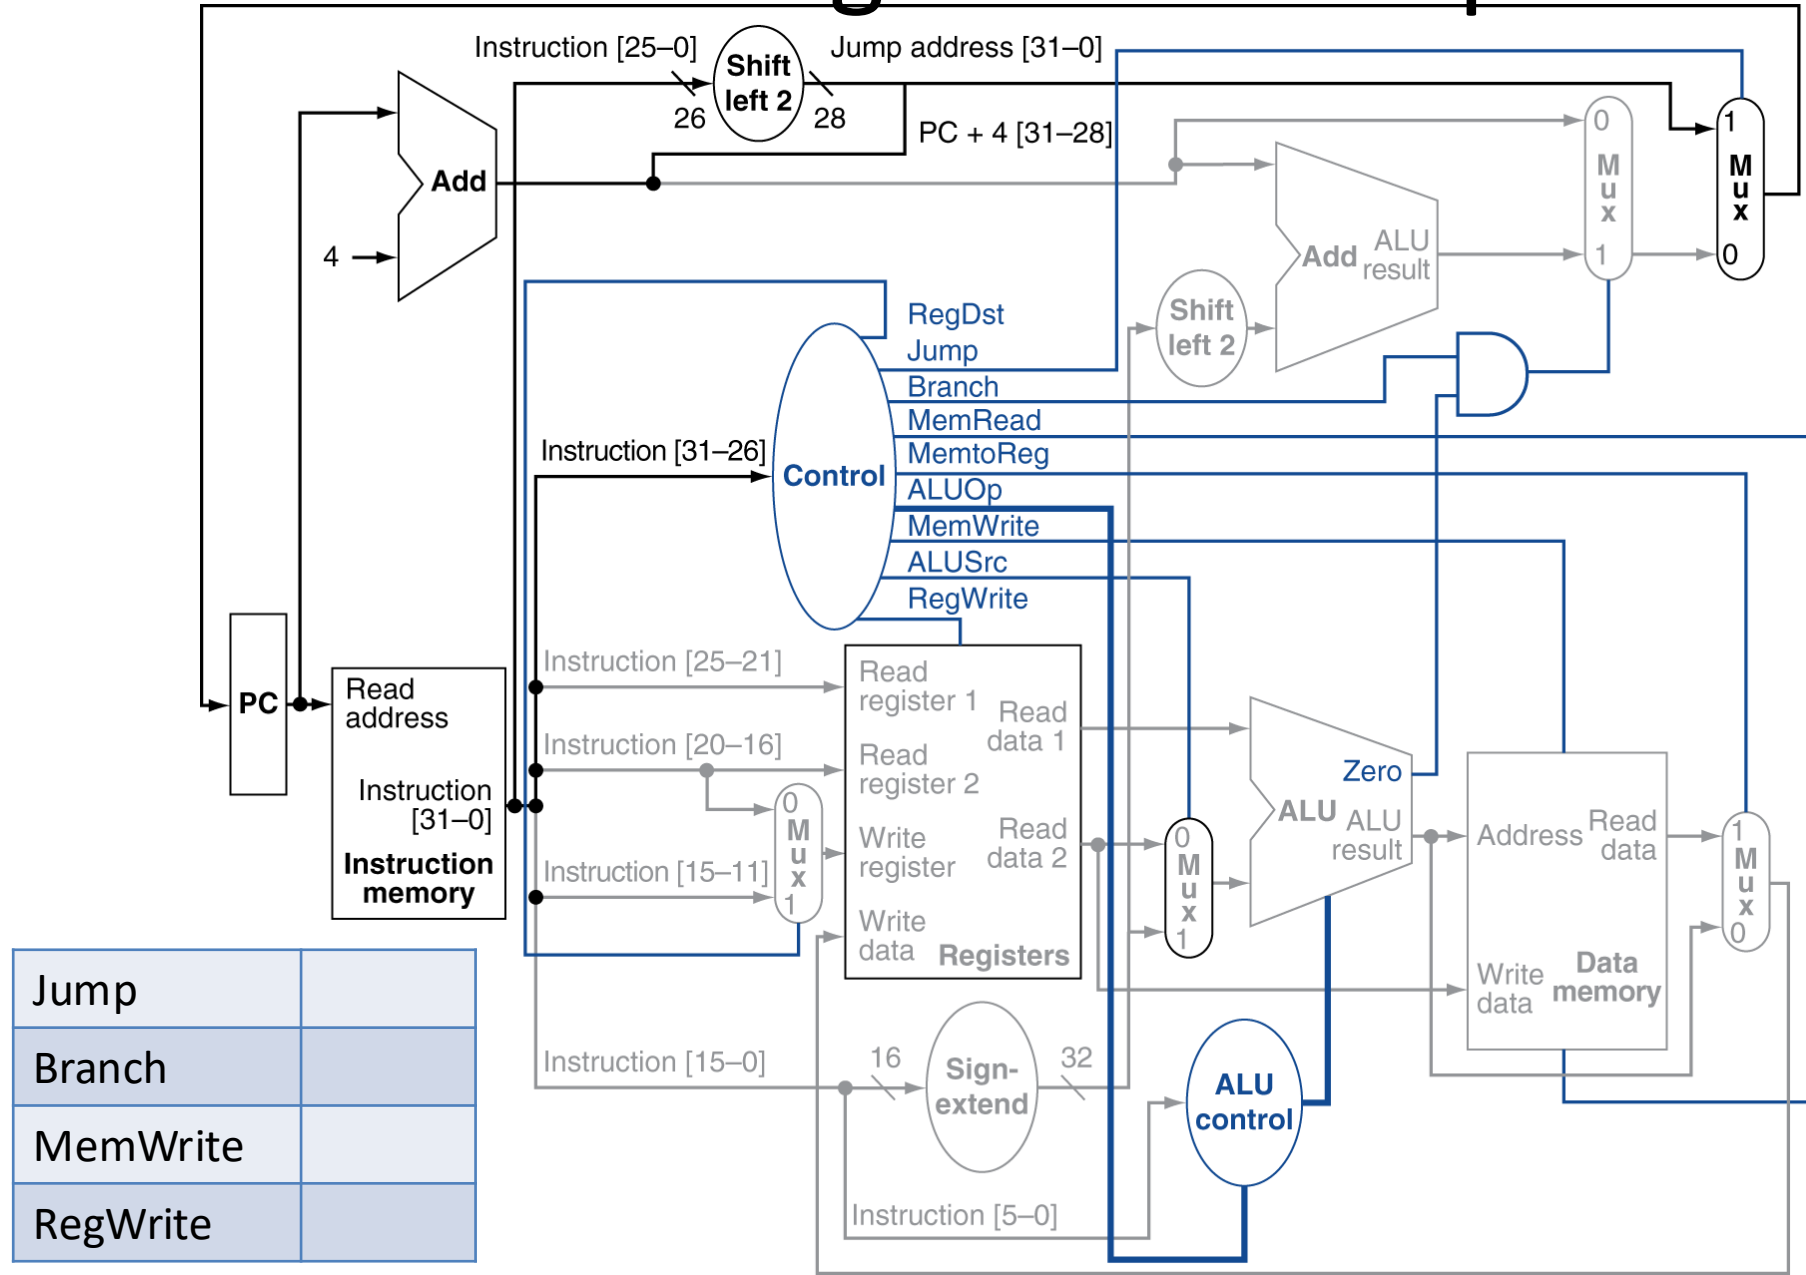 Instruction [25–0]
Shift
left 2
Jump address [31–0]
26
28
PC + 4 [31–28]
Add
4
0
M
u
x
1
1
M
u
x
0
Add
ALU
result
Shift
left 2
RegDst
Jump
Branch
MemRead
MemtoReg
ALUOp
MemWrite
ALUSrc
RegWrite
Instruction [31–26]
Control
PC
Read
address
Instruction
[31–0]
Instruction
memory
Instruction [25–21]
Instruction [20–16]
Instruction [15–11]
0
M
u
x
1
Read
register 1
Read
register 2
Write
register
Write
data
Read
data 1
Read
data 2
Registers
0
M
u
x
1
Zero
ALU
ALU
result
Address
Read
data
Write
data
Data
memory
1
M
u
x
0
Instruction [15–0]
16
Sign-
extend
32
ALU
control
Instruction [5–0]
Jump
Branch
MemWrite
RegWrite